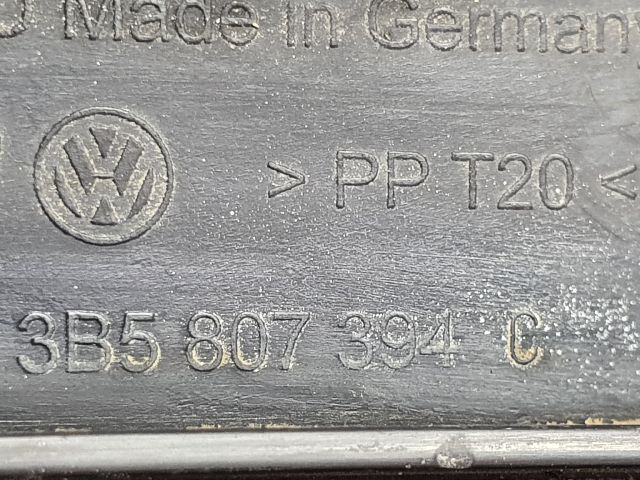 Made in Germany
> PP T20 <
3B5 807 394 C